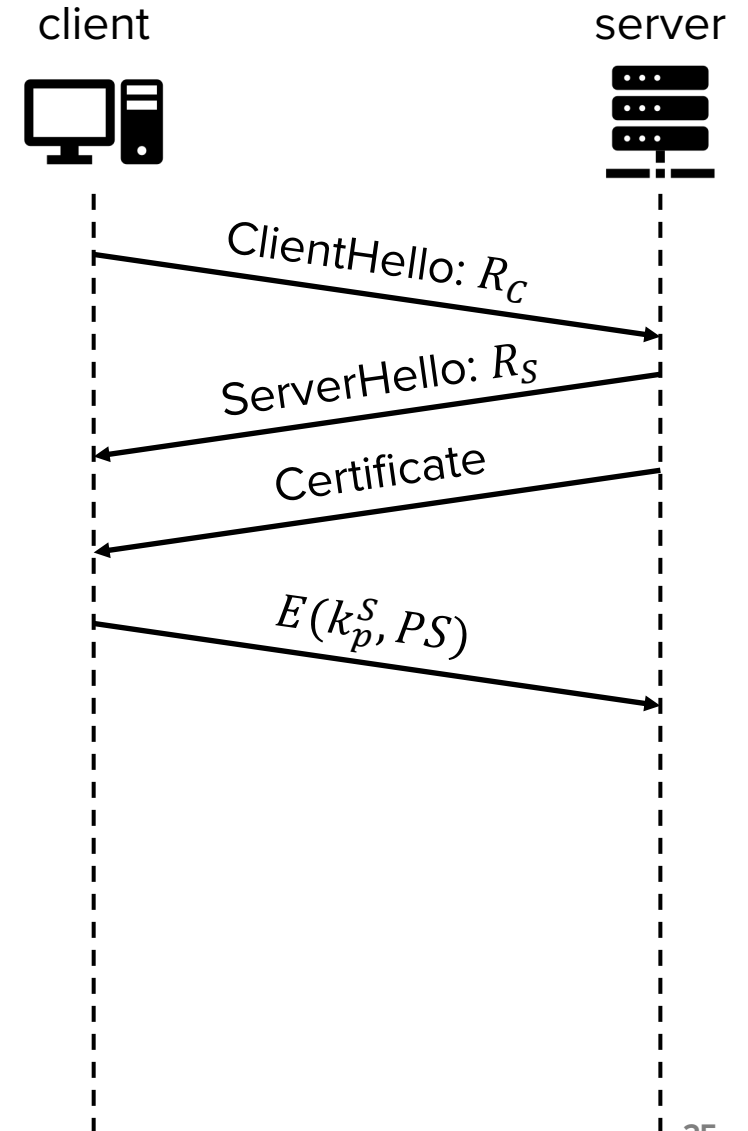 client
server
ClientHello: R_C
ServerHello: R_S
Certificate
E(k_p^S, PS)